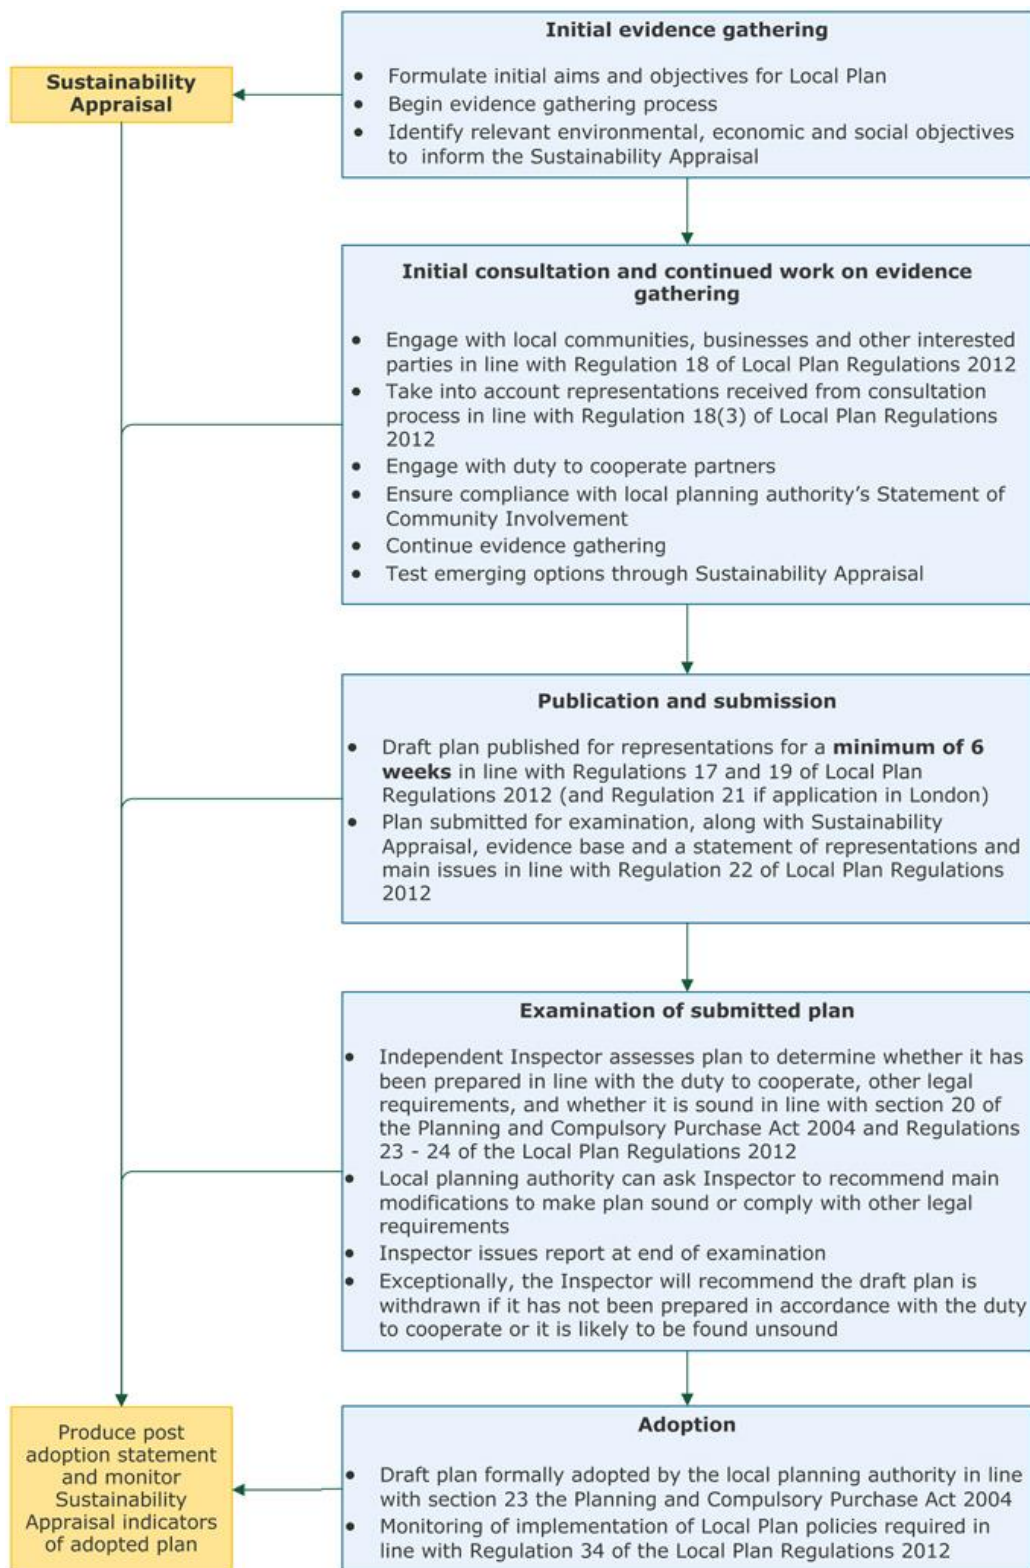 Sustainability
Appraisal
Initial evidence gathering
• Formulate initial aims and objectives for Local Plan
• Begin evidence gathering process
• Identify relevant environmental, economic and social objectives
to inform the Sustainability Appraisal
Initial consultation and continued work on evidence
gathering
• Engage with local communities, businesses and other interested
parties in line with Regulation 18 of Local Plan Regulations 2012
• Take into account representations received from consultation
process in line with Regulation 18(3) of Local Plan Regulations
2012
• Engage with duty to cooperate partners
• Ensure compliance with local planning authority’s Statement of
Community Involvement
• Continue evidence gathering
• Test emerging options through Sustainability Appraisal
Publication and submission
• Draft plan published for representations for a minimum of 6
weeks in line with Regulations 17 and 19 of Local Plan
Regulations 2012 (and Regulation 21 if application in London)
• Plan submitted for examination, along with Sustainability
Appraisal, evidence base and a statement of representations and
main issues in line with Regulation 22 of Local Plan Regulations
2012
Examination of submitted plan
• Independent Inspector assesses plan to determine whether it has
been prepared in line with the duty to cooperate, other legal
requirements, and whether it is sound in line with section 20 of
the Planning and Compulsory Purchase Act 2004 and Regulations
23 - 24 of the Local Plan Regulations 2012
• Local planning authority can ask Inspector to recommend main
modifications to make plan sound or comply with other legal
requirements
• Inspector issues report at end of examination
• Exceptionally, the Inspector will recommend the draft plan is
withdrawn if it has not been prepared in accordance with the duty
to cooperate or it is likely to be found unsound
Adoption
• Draft plan formally adopted by the local planning authority in line
with section 23 the Planning and Compulsory Purchase Act 2004
• Monitoring of implementation of Local Plan policies required in
line with Regulation 34 of the Local Plan Regulations 2012
Produce post
adoption statement
and monitor
Sustainability
Appraisal indicators
of adopted plan